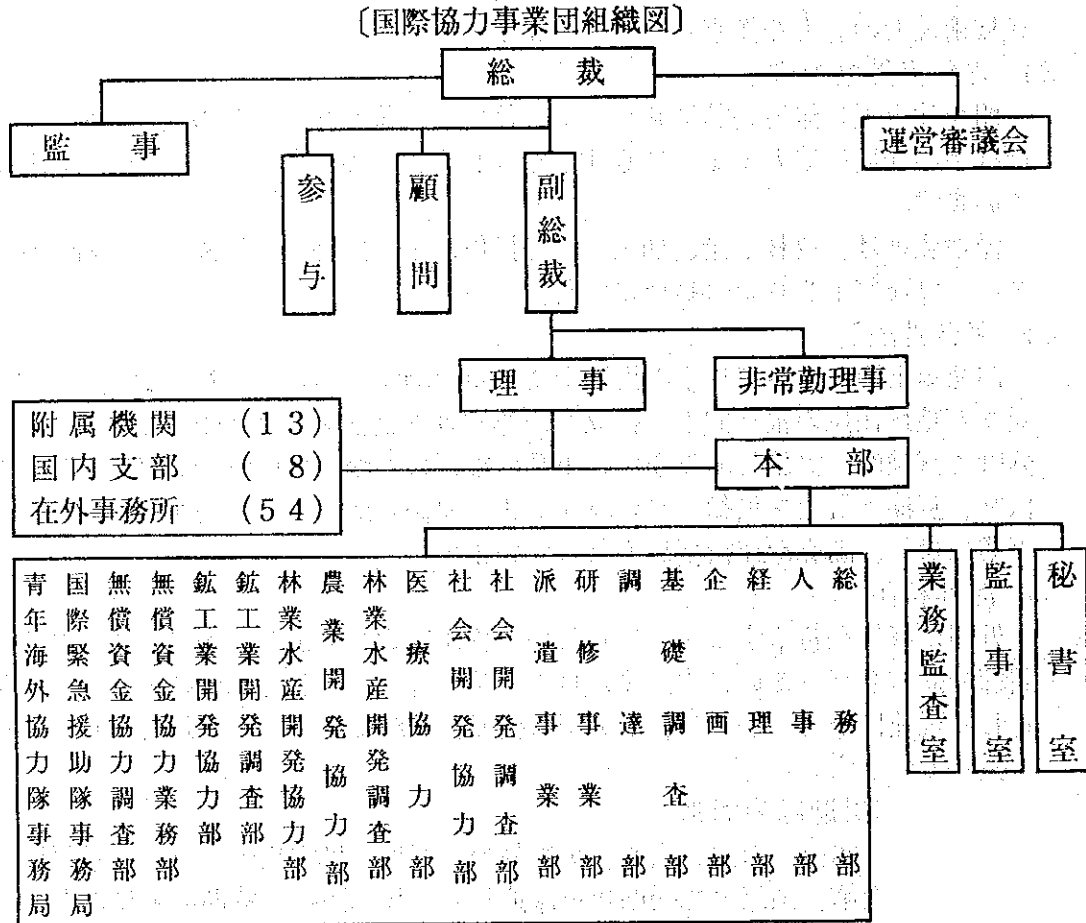 〔国際協力事業団組織図〕
総裁
監事
運営審議会
参与
顧問
副総裁
理事
非常勤理事
附属機関 (13)
国内支部 (8)
在外事務所 (54)
本部
秘書室
監事室
業務監査室
総務部
人事部
経理部
企画部
基礎調査部
調達部
研修事業部
派遣事業部
社会開発調査部
社会開発協力部
医療協力部
林業水産開発調査部
農業開発協力部
林業水産開発協力部
鉱工業開発調査部
鉱工業開発協力部
無償資金協力業務部
無償資金協力調査部
国際緊急援助隊事務局
青年海外協力隊事務局